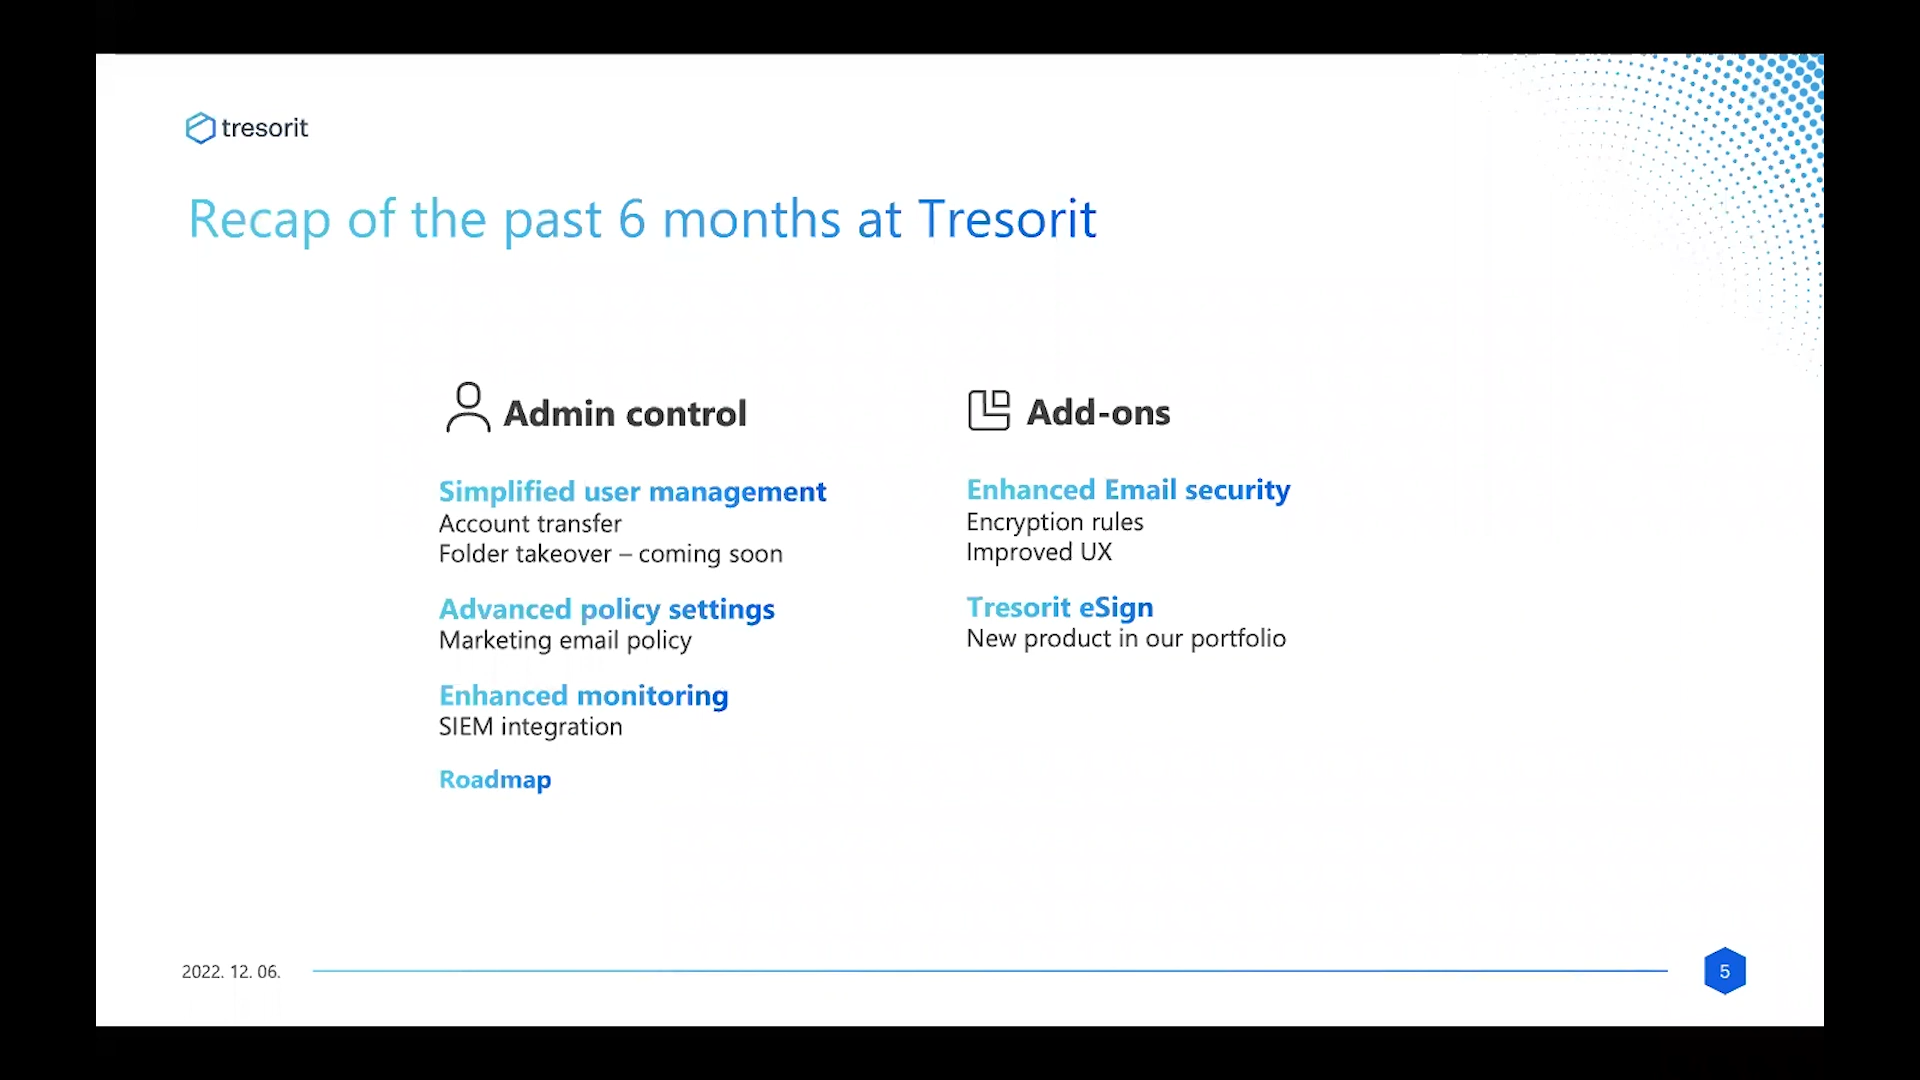 tresorit
Recap of the past 6 months at Tresorit
Admin control
Simplified user management
Account transfer
Folder takeover – coming soon
Advanced policy settings
Marketing email policy
Enhanced monitoring
SIEM integration
Roadmap
Add-ons
Enhanced Email security
Encryption rules
Improved UX
Tresorit eSign
New product in our portfolio
2022. 12. 06.
5